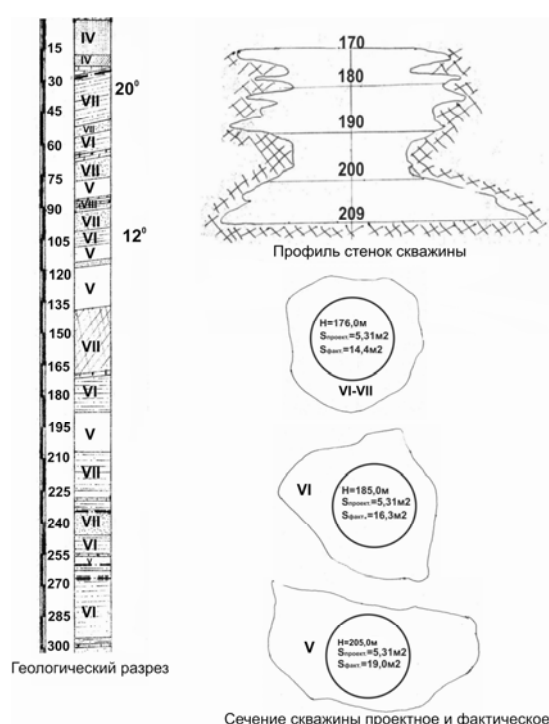 IV
15
IV
30
20⁰
VII
45
VII
VI
60
VII
75
V
90
VIII
VII
105
VI
12⁰
V
120
V
135
150
VII
165
180
VI
195
V
210
VII
225
240
VII
VI
255
V
270
VI
285
300
Геологический разрез
170
180
190
200
209
Профиль стенок скважины
H=176,0м
Sпроект.=5,31м2
Sфакт.=14,4м2
VI-VII
VI
H=185,0м
Sпроект.=5,31м2
Sфакт.=16,3м2
V
H=205,0м
Sпроект.=5,31м2
Sфакт.=19,0м2
Сечение скважины проектное и фактическое